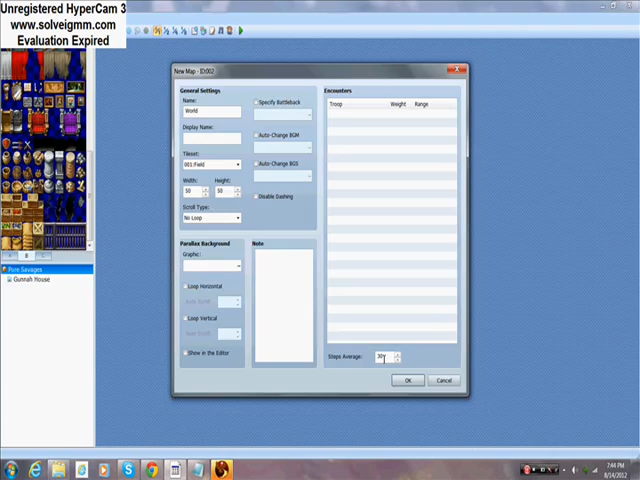 Unregistered HyperCam 3
www.solveigmm.com
Evaluation Expired
New Map - ID:002
General Settings
Name:
World
Specify Battleback
Display Name:
Auto-Change BGM
Tileset:
001:Field
Auto-Change BGS
Width:
Height:
50
50
Disable Dashing
Scroll Type:
No Loop
Parallax Background
Graphic:
Loop Horizontal
Auto Scroll:
Loop Vertical
Auto Scroll:
Show in the Editor
Note
Encounters
Troop
Weight
Range
Steps Average:
30
OK
Cancel
A
B
C
Pure Savages
Gunnah House
7:44 PM
8/14/2012